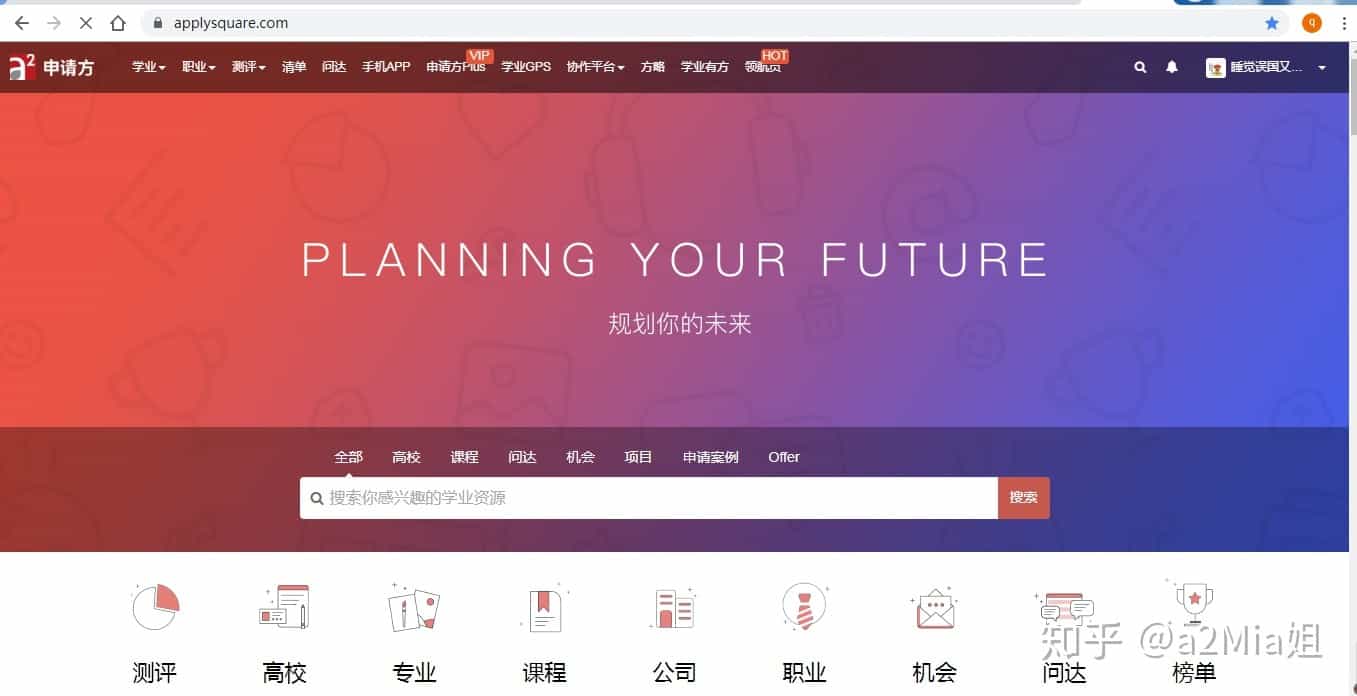 applysquare.com
q
a2 申请方 学业 职业 测评 清单 问达 手机APP 申请方Plus VIP 学业GPS 协作平台 方略 学业有方 领航员 HOT 睡觉误国又...
PLANNING YOUR FUTURE
规划你的未来
全部 高校 课程 问达 机会 项目 申请案例 Offer
搜索你感兴趣的学业资源 搜索
测评 高校 专业 课程 公司 职业 机会 问达 榜单
知乎 @a2Mia姐